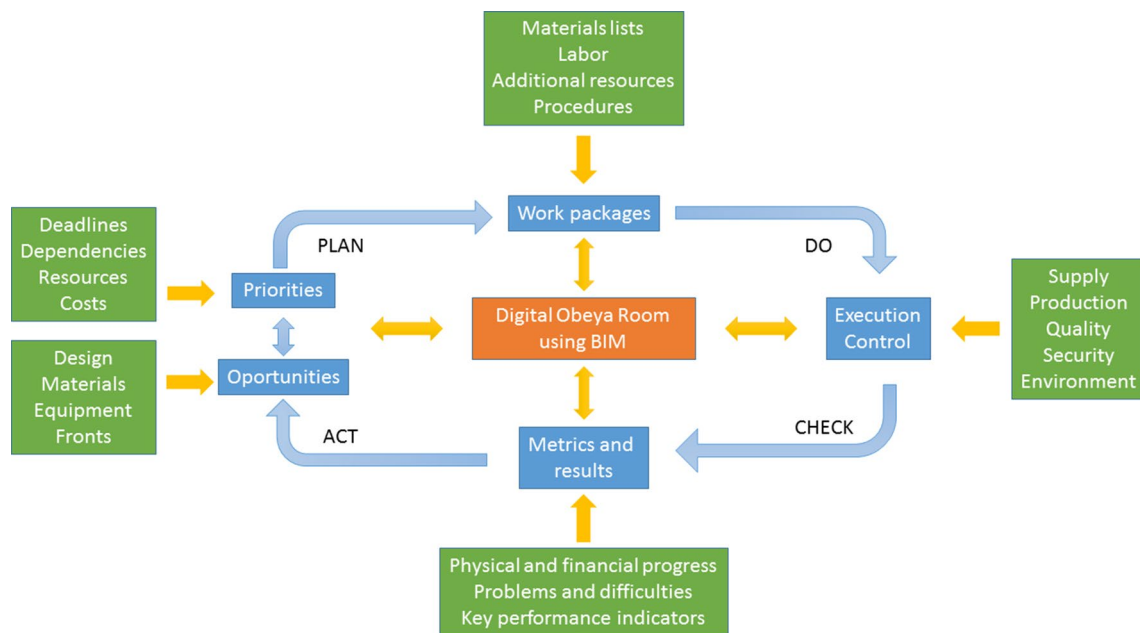 Materials lists
Labor
Additional resources
Procedures
Work packages
Deadlines
Dependencies
Resources
Costs
PLAN
DO
Priorities
Supply
Production
Quality
Security
Environment
Digital Obeya Room
using BIM
Execution
Control
Design
Materials
Equipment
Fronts
Oportunities
ACT
CHECK
Metrics and
results
Physical and financial progress
Problems and difficulties
Key performance indicators